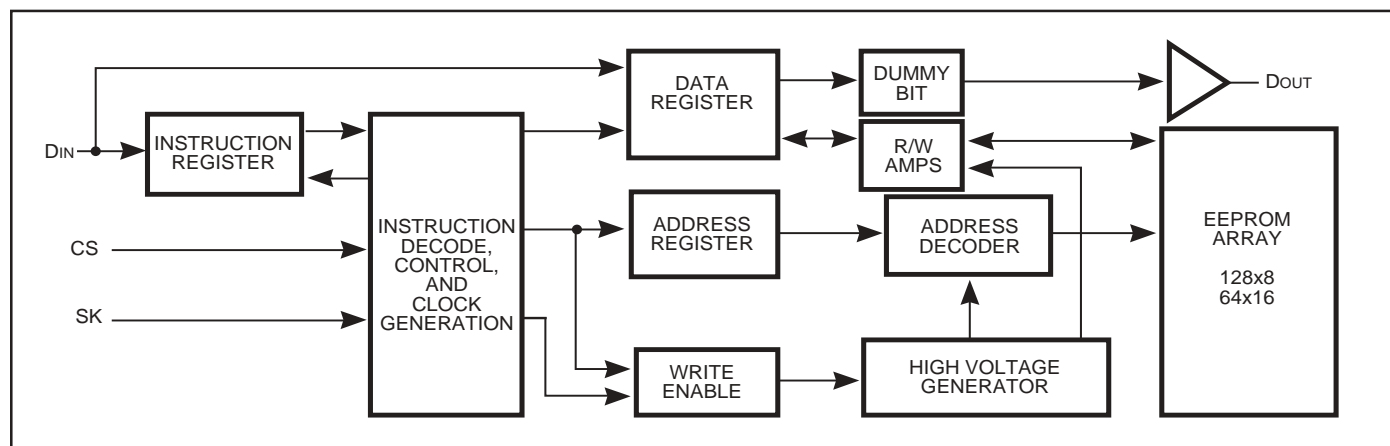 DATA
REGISTER
DUMMY
BIT
DOUT
DIN
INSTRUCTION
REGISTER
R/W
AMPS
CS
SK
INSTRUCTION
DECODE,
CONTROL,
AND
CLOCK
GENERATION
ADDRESS
REGISTER
ADDRESS
DECODER
EEPROM
ARRAY
128x8
64x16
WRITE
ENABLE
HIGH VOLTAGE
GENERATOR